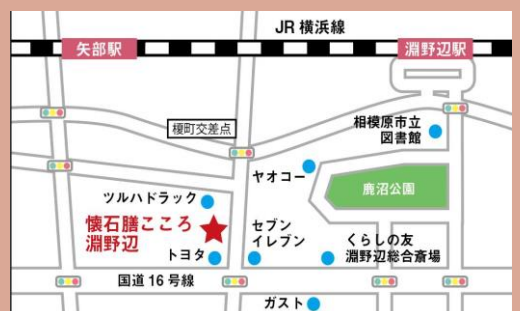 JR 横浜線
矢部駅
淵野辺駅
榎町交差点
相模原市立
図書館
ヤオコー
鹿沼公園
ツルハドラック
懐石膳こころ
淵野辺
セブン
イレブン
トヨタ
くらしの友
淵野辺総合斎場
国道 16 号線
ガスト